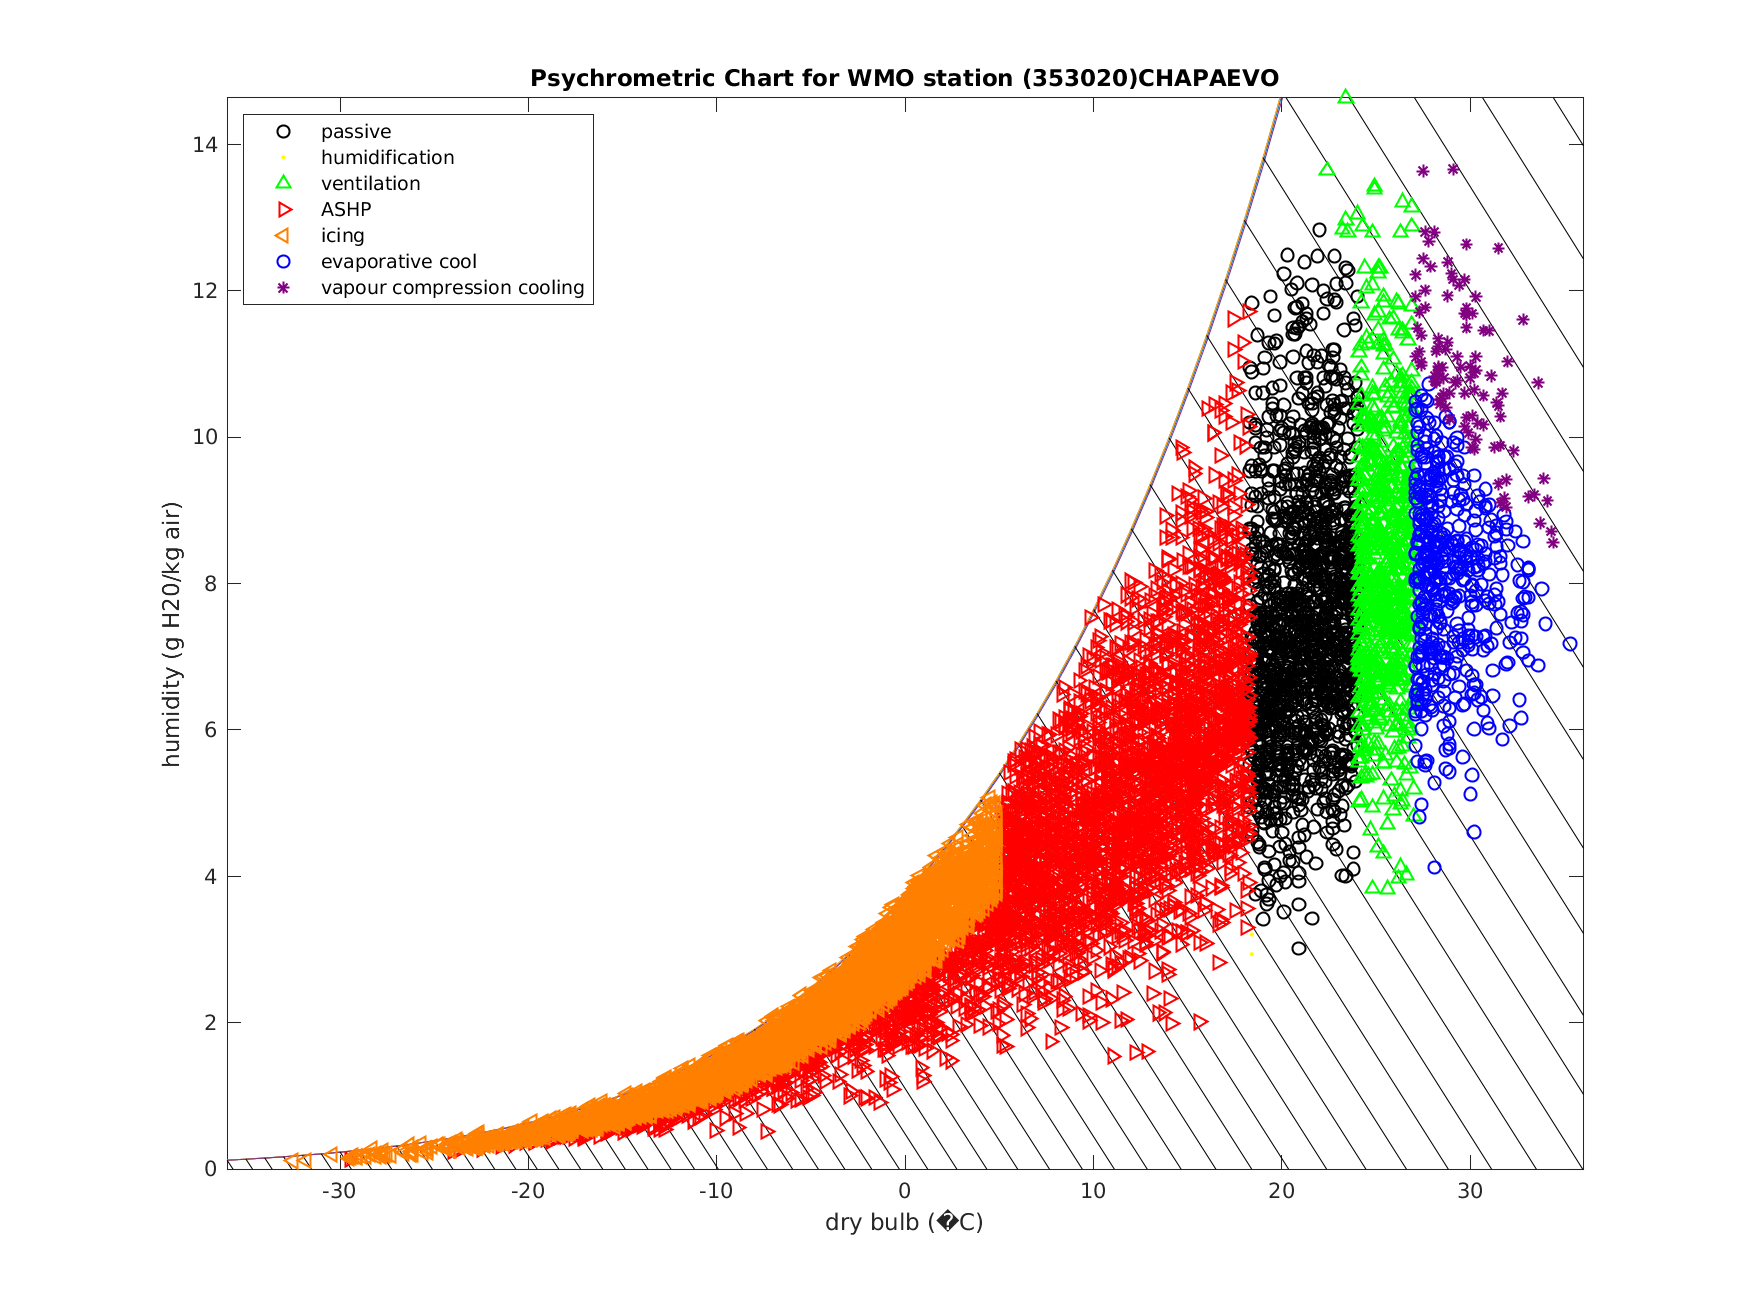 Psychrometric Chart for WMO station (353020)CHAPAEVO
passive
humidification
ventilation
ASHP
icing
evaporative cool
vapour compression cooling
humidity (g H20/kg air)
14
12
10
8
6
4
2
0
-30 -20 -10 0 10 20 30
dry bulb (�C)